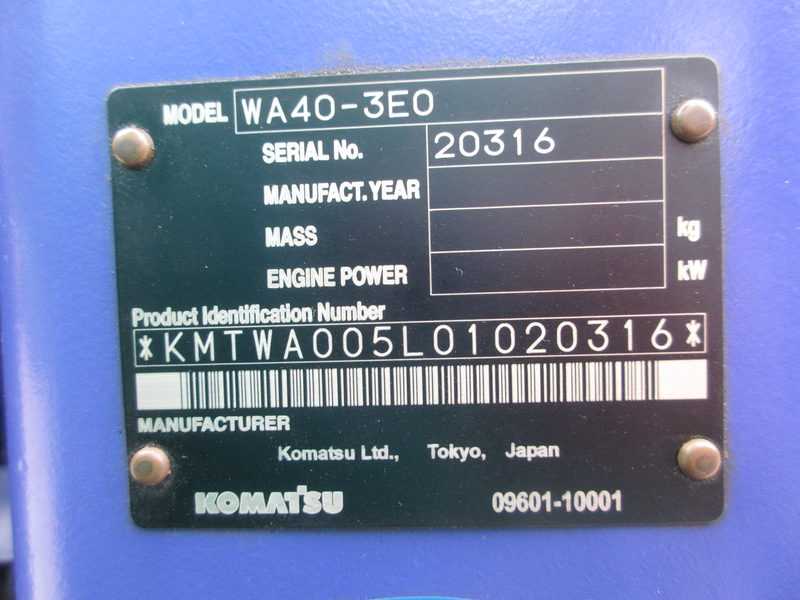 MODEL WA40-3E0
SERIAL No. 20316
MANUFACT. YEAR
MASS kg
ENGINE POWER kW
Product Identification Number
*KMTWA005L01020316*
MANUFACTURER
Komatsu Ltd., Tokyo, Japan
KOMATSU 09601-10001